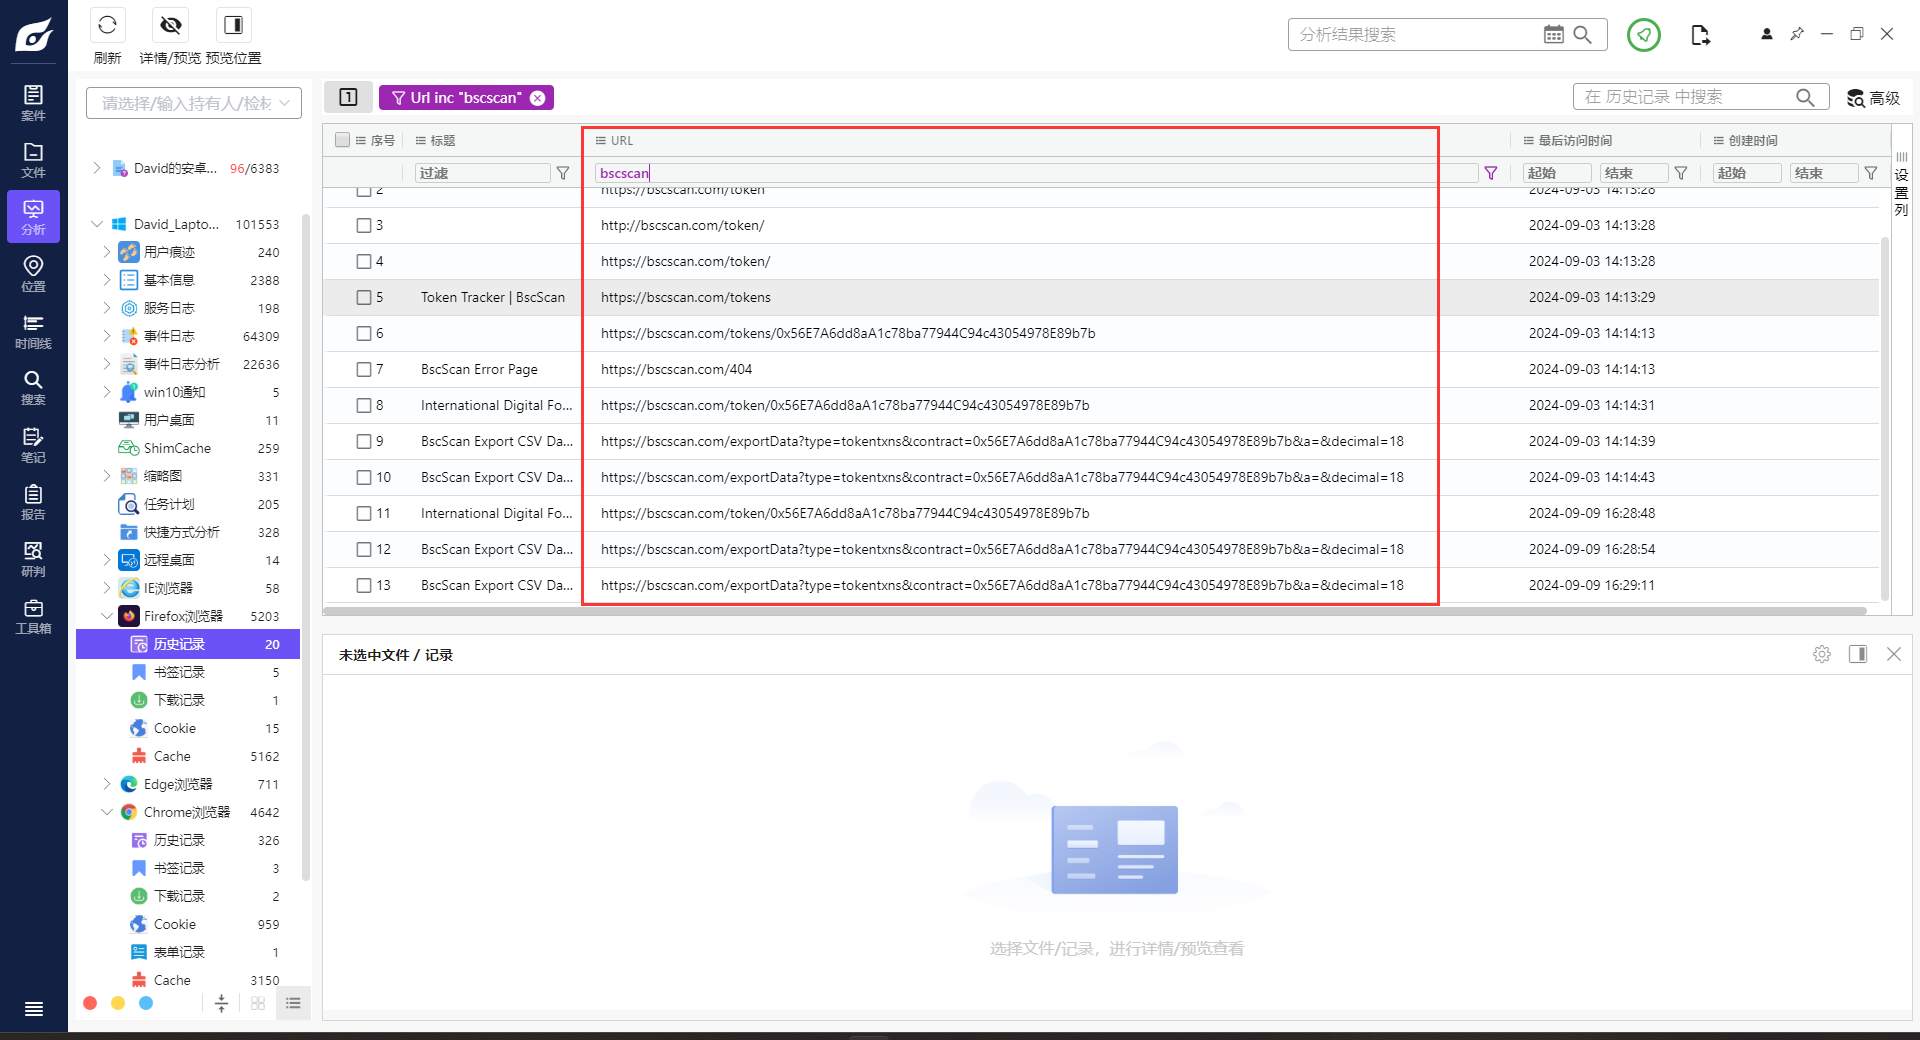 刷新
详情/预览
预览位置
分析结果搜索
案件
文件
分析
位置
时间线
搜索
笔记
报告
研判
工具箱
请选择/输入持有人/检材
David的安卓... 96/6383
David_Lapto... 101553
用户痕迹 240
基本信息 2388
服务日志 198
事件日志 64309
事件日志分析 22636
win10通知 5
用户桌面 11
ShimCache 259
缩略图 331
任务计划 205
快捷方式分析 328
远程桌面 14
IE浏览器 58
Firefox浏览器 5203
历史记录 20
书签记录 5
下载记录 1
Cookie 15
Cache 5162
Edge浏览器 711
Chrome浏览器 4642
历史记录 326
书签记录 3
下载记录 2
Cookie 959
表单记录 1
Cache 3150
1
Url inc "bscscan"
在 历史记录 中搜索
高级
序号 标题 URL 最后访问时间 创建时间
过滤 bscscan 起始 结束 起始 结束
设置列
2 https://bscscan.com/token 2024-09-03 14:13:28
3 http://bscscan.com/token/ 2024-09-03 14:13:28
4 https://bscscan.com/token/ 2024-09-03 14:13:28
5 Token Tracker | BscScan https://bscscan.com/tokens 2024-09-03 14:13:29
6 https://bscscan.com/tokens/0x56E7A6dd8aA1c78ba77944C94c43054978E89b7b 2024-09-03 14:14:13
7 BscScan Error Page https://bscscan.com/404 2024-09-03 14:14:13
8 International Digital Fo... https://bscscan.com/token/0x56E7A6dd8aA1c78ba77944C94c43054978E89b7b 2024-09-03 14:14:31
9 BscScan Export CSV Da... https://bscscan.com/exportData?type=tokentxns&contract=0x56E7A6dd8aA1c78ba77944C94c43054978E89b7b&a=&decimal=18 2024-09-03 14:14:39
10 BscScan Export CSV Da... https://bscscan.com/exportData?type=tokentxns&contract=0x56E7A6dd8aA1c78ba77944C94c43054978E89b7b&a=&decimal=18 2024-09-03 14:14:43
11 International Digital Fo... https://bscscan.com/token/0x56E7A6dd8aA1c78ba77944C94c43054978E89b7b 2024-09-09 16:28:48
12 BscScan Export CSV Da... https://bscscan.com/exportData?type=tokentxns&contract=0x56E7A6dd8aA1c78ba77944C94c43054978E89b7b&a=&decimal=18 2024-09-09 16:28:54
13 BscScan Export CSV Da... https://bscscan.com/exportData?type=tokentxns&contract=0x56E7A6dd8aA1c78ba77944C94c43054978E89b7b&a=&decimal=18 2024-09-09 16:29:11
未选中文件 / 记录
选择文件/记录，进行详情/预览查看